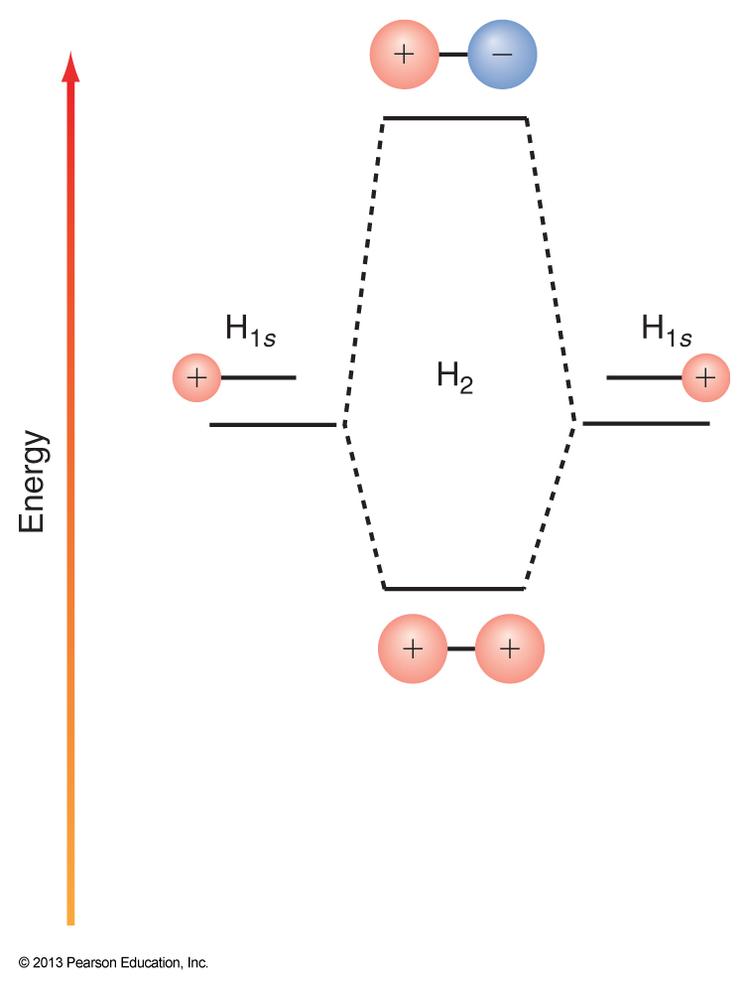 + −
H1s
H1s
+
H2
+
Energy
+ +
© 2013 Pearson Education, Inc.